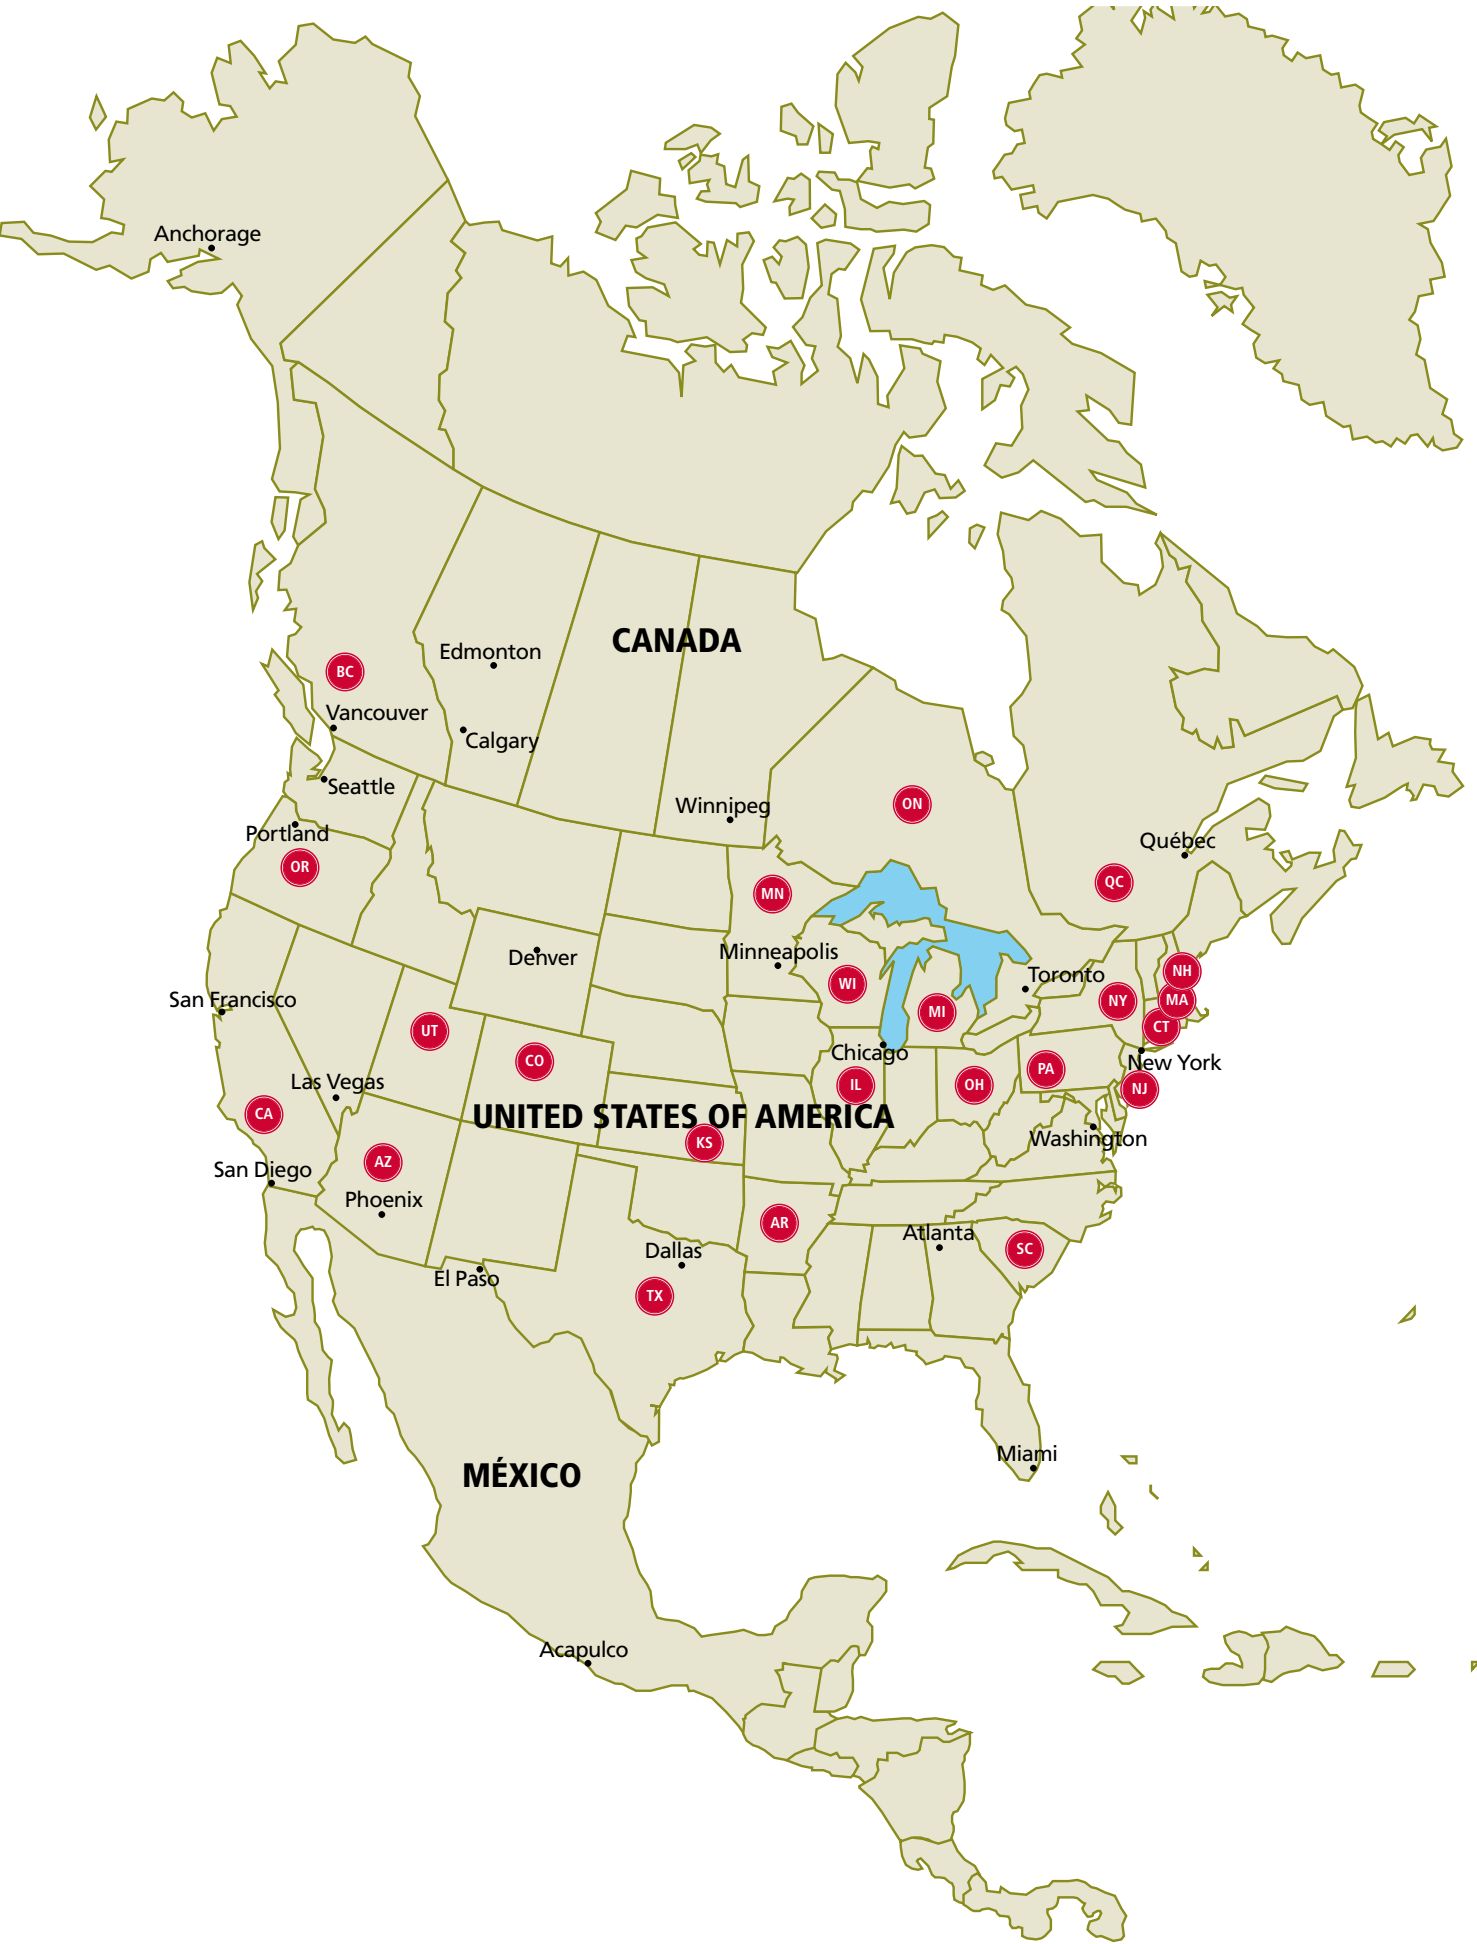 Anchorage
CANADA
Edmonton
BC
Vancouver
Calgary
Seattle
Winnipeg
ON
Portland
Québec
OR
QC
MN
Minneapolis
Denver
NH
Toronto
WI
San Francisco
NY
MA
MI
CT
UT
Chicago
CO
New York
PA
Las Vegas
IL
OH
NJ
CA
UNITED STATES OF AMERICA
Washington
KS
AZ
San Diego
Phoenix
AR
Atlanta
SC
Dallas
El Paso
TX
Miami
MÉXICO
Acapulco